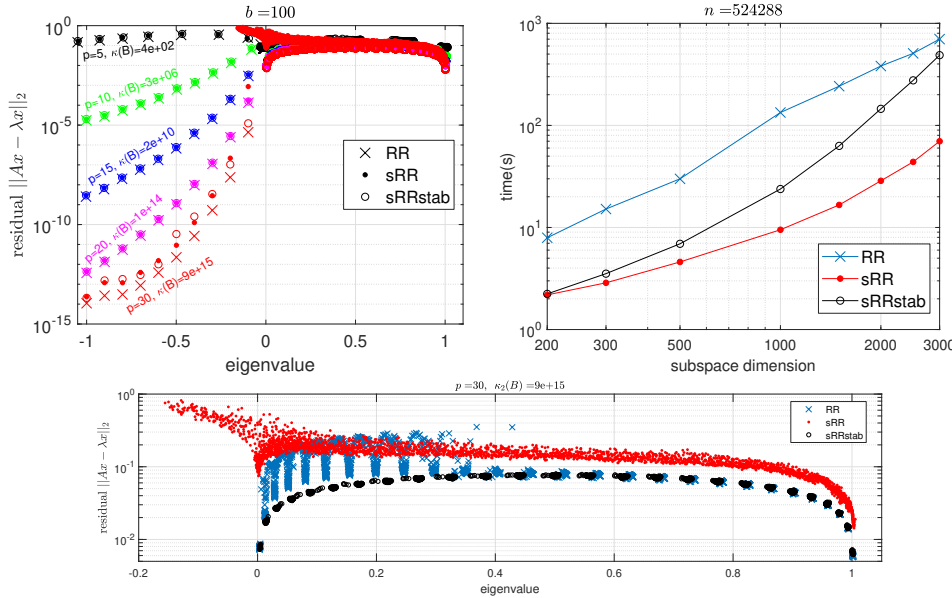 b =100
10^0
10^-5
10^-10
10^-15
residual ||Ax − λx||_2
p=5, κ(B)=4e+02
p=10, κ(B)=3e+06
p=15, κ(B)=2e+10
p=20, κ(B)=1e+14
p=30, κ(B)=9e+15
RR
sRR
sRRstab
-1
-0.5
0
0.5
1
eigenvalue
n =524288
10^3
10^2
10^1
10^0
time(s)
RR
sRR
sRRstab
200
300
500
1000
2000
3000
subspace dimension
p =30, κ_2(B) =9e+15
10^0
10^-1
10^-2
residual ||Ax − λx||_2
RR
sRR
sRRstab
-0.2
0
0.2
0.4
0.6
0.8
1
eigenvalue